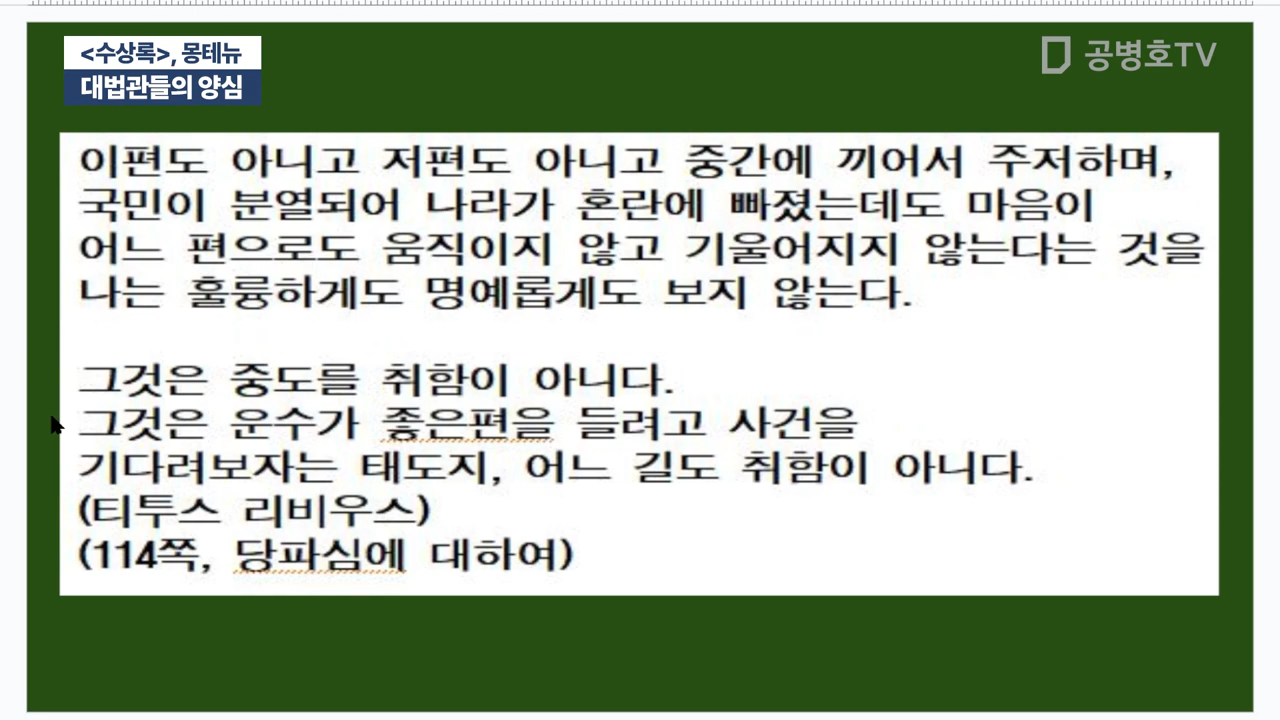 <수상록>, 몽테뉴
대법관들의 양심
공병호TV
이편도 아니고 저편도 아니고 중간에 끼어서 주저하며,
국민이 분열되어 나라가 혼란에 빠졌는데도 마음이
어느 편으로도 움직이지 않고 기울어지지 않는다는 것을
나는 훌륭하게도 명예롭게도 보지 않는다.
그것은 중도를 취함이 아니다.
그것은 운수가 좋은편을 들려고 사건을
기다려보자는 태도지, 어느 길도 취함이 아니다.
(티투스 리비우스)
(114쪽, 당파심에 대하여)